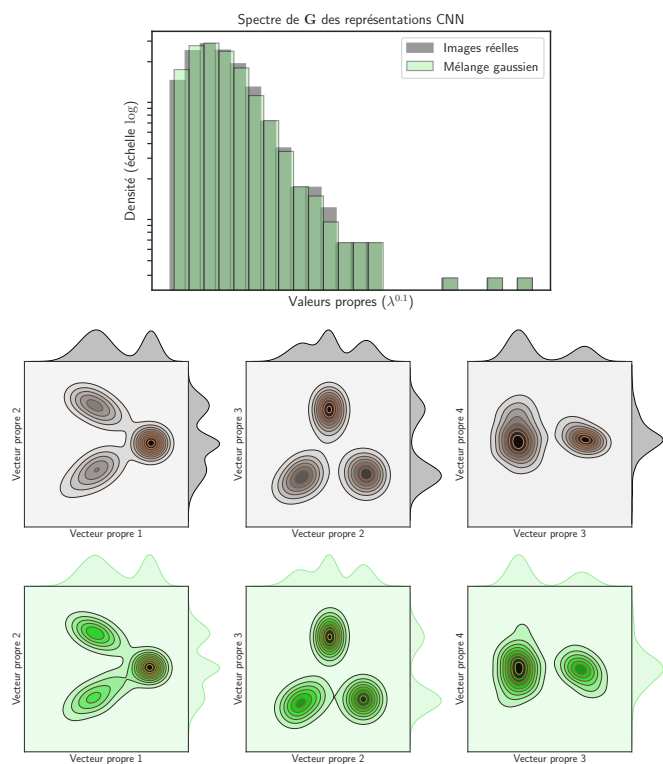 Spectre de G des représentations CNN
Images réelles
Mélange gaussien
Densité (échelle log)
Valeurs propres (λ^0.1)
Vecteur propre 2
Vecteur propre 1
Vecteur propre 3
Vecteur propre 2
Vecteur propre 4
Vecteur propre 3
Vecteur propre 2
Vecteur propre 1
Vecteur propre 3
Vecteur propre 2
Vecteur propre 4
Vecteur propre 3